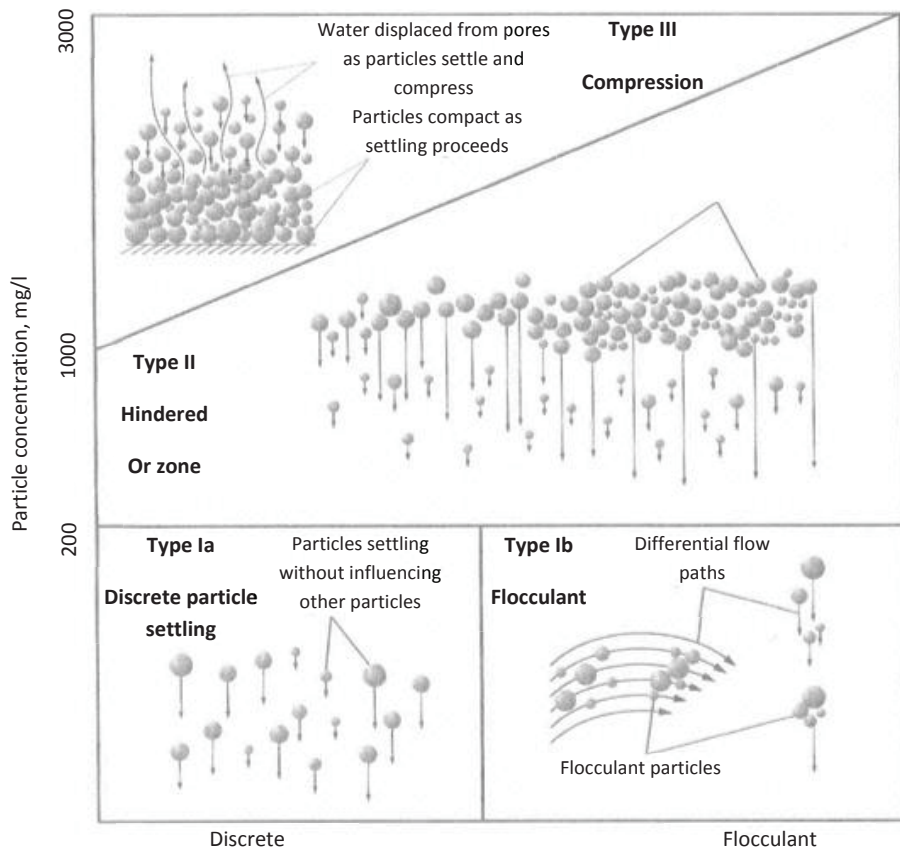 3000
Water displaced from pores
as particles settle and
compress
Particles compact as
settling proceeds
Type III
Compression
Particle concentration, mg/l
1000
Type II
Hindered
Or zone
200
Type Ia
Discrete particle
settling
Particles settling
without influencing
other particles
Type Ib
Flocculant
Differential flow
paths
Flocculant particles
Discrete
Flocculant